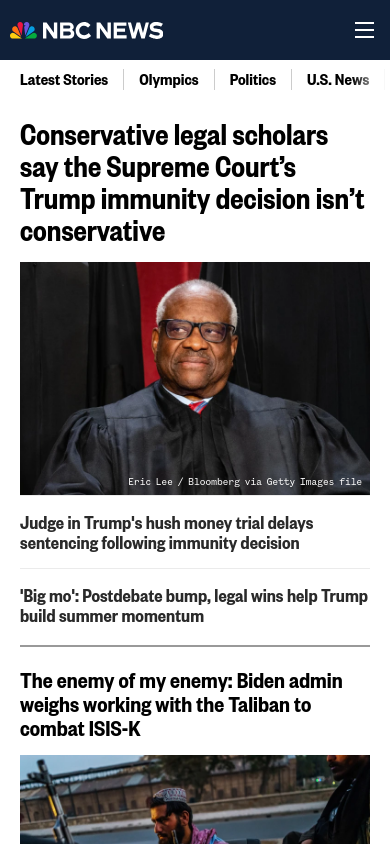 NBC NEWS
Latest Stories
Olympics
Politics
U.S. News
Conservative legal scholars
say the Supreme Court’s
Trump immunity decision isn’t
conservative
Eric Lee / Bloomberg via Getty Images file
Judge in Trump's hush money trial delays
sentencing following immunity decision
'Big mo': Postdebate bump, legal wins help Trump
build summer momentum
The enemy of my enemy: Biden admin
weighs working with the Taliban to
combat ISIS-K